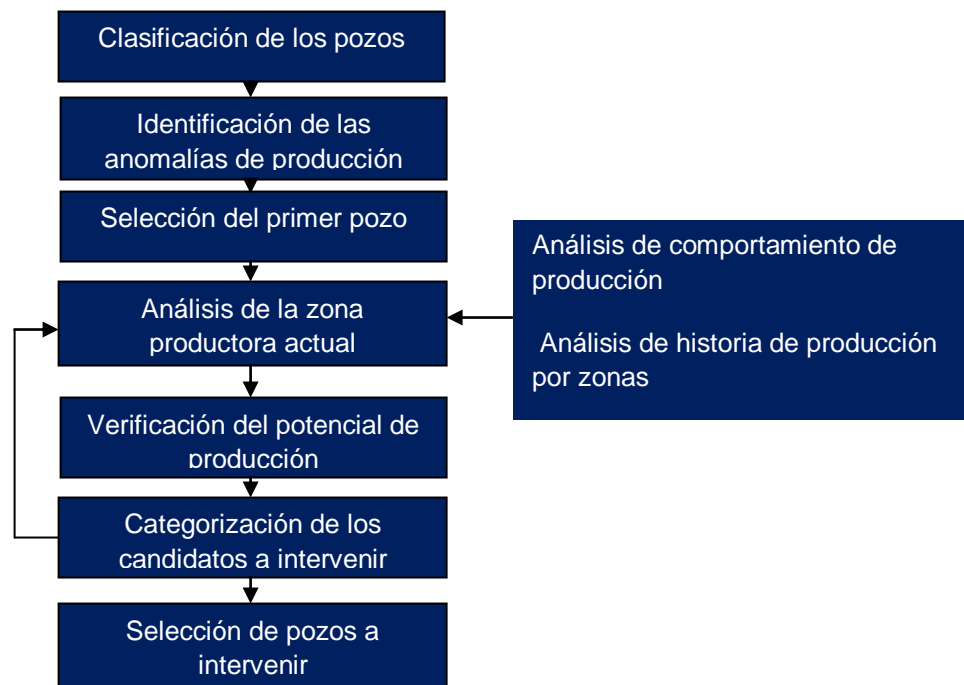 Clasificación de los pozos
Identificación de las
anomalías de producción
Selección del primer pozo
Análisis de la zona
productora actual
Análisis de comportamiento de
producción
Análisis de historia de producción
por zonas
Verificación del potencial de
producción
Categorización de los
candidatos a intervenir
Selección de pozos a
intervenir